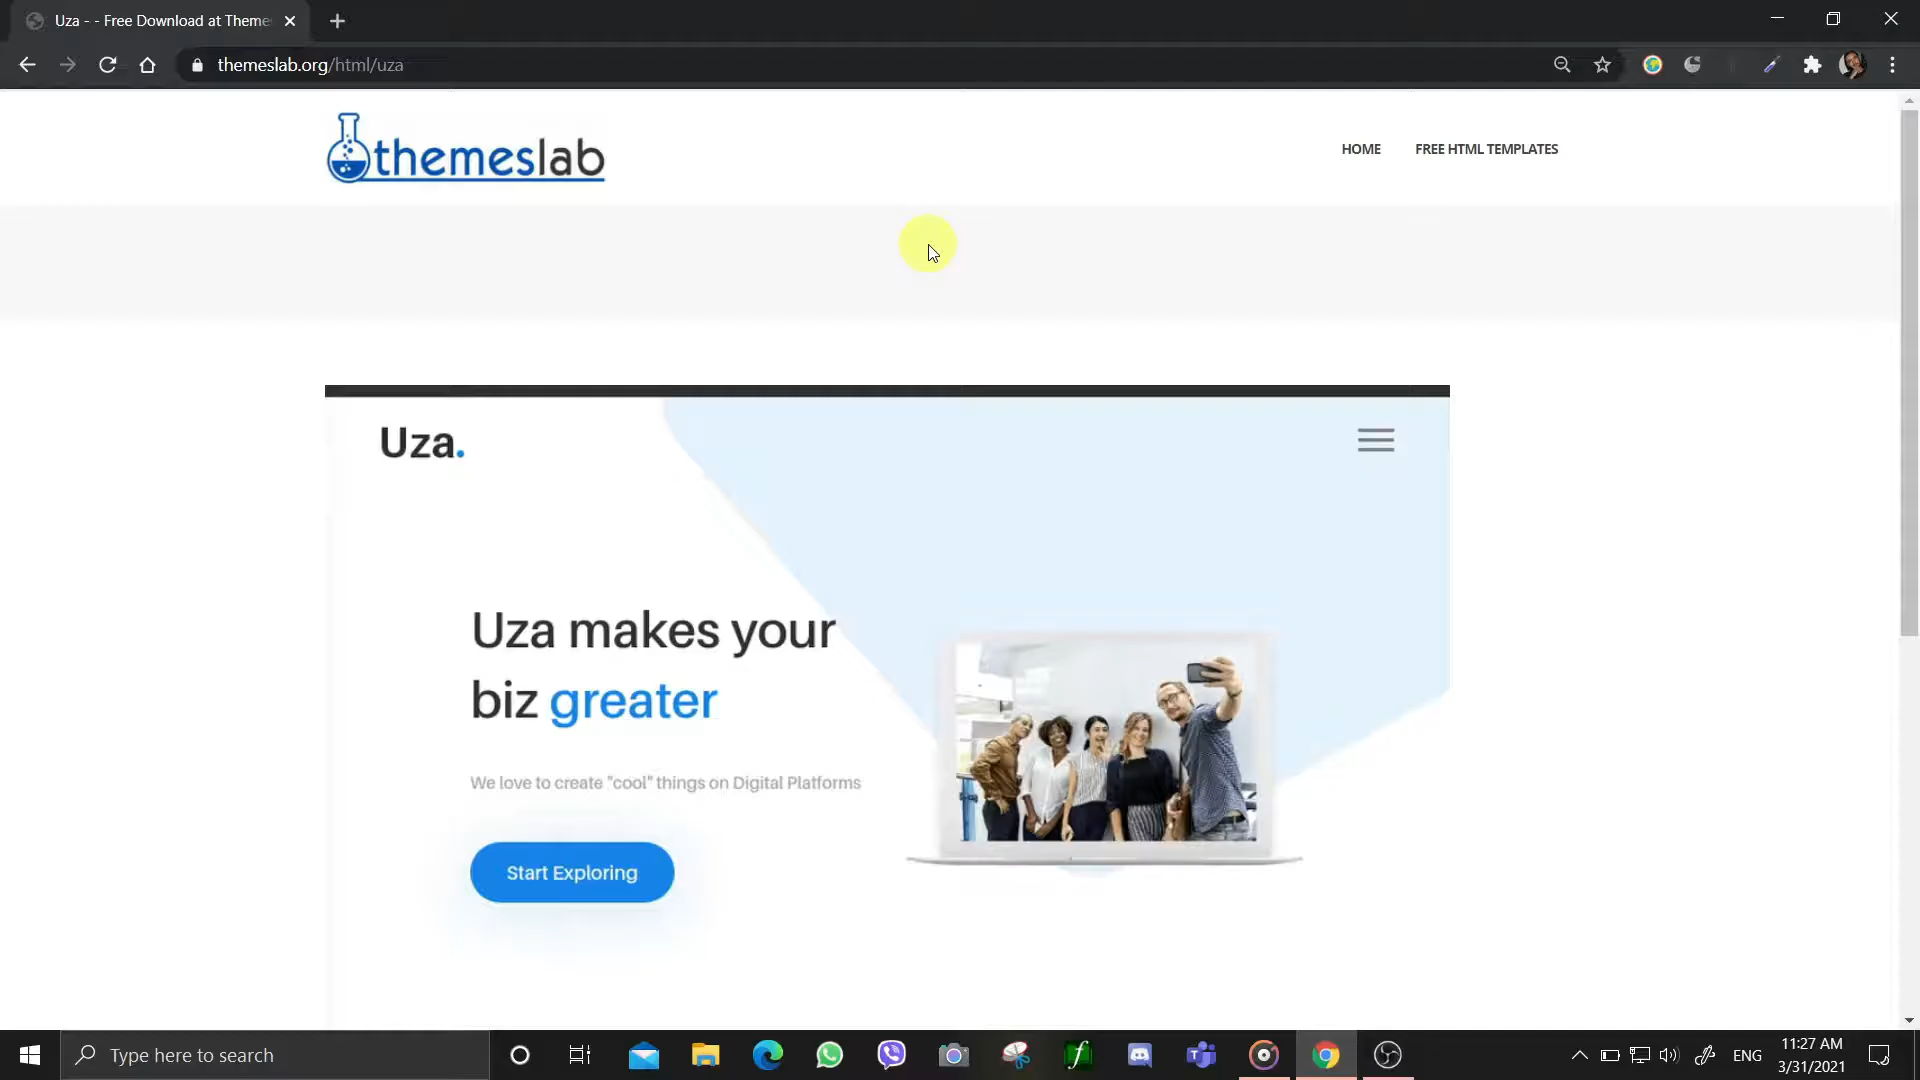 Uza - - Free Download at Theme
themeslab.org/html/uza
themeslab
HOME
FREE HTML TEMPLATES
Uza.
Uza makes your
biz greater
We love to create "cool" things on Digital Platforms
Start Exploring
Type here to search
ENG
11:27 AM
3/31/2021